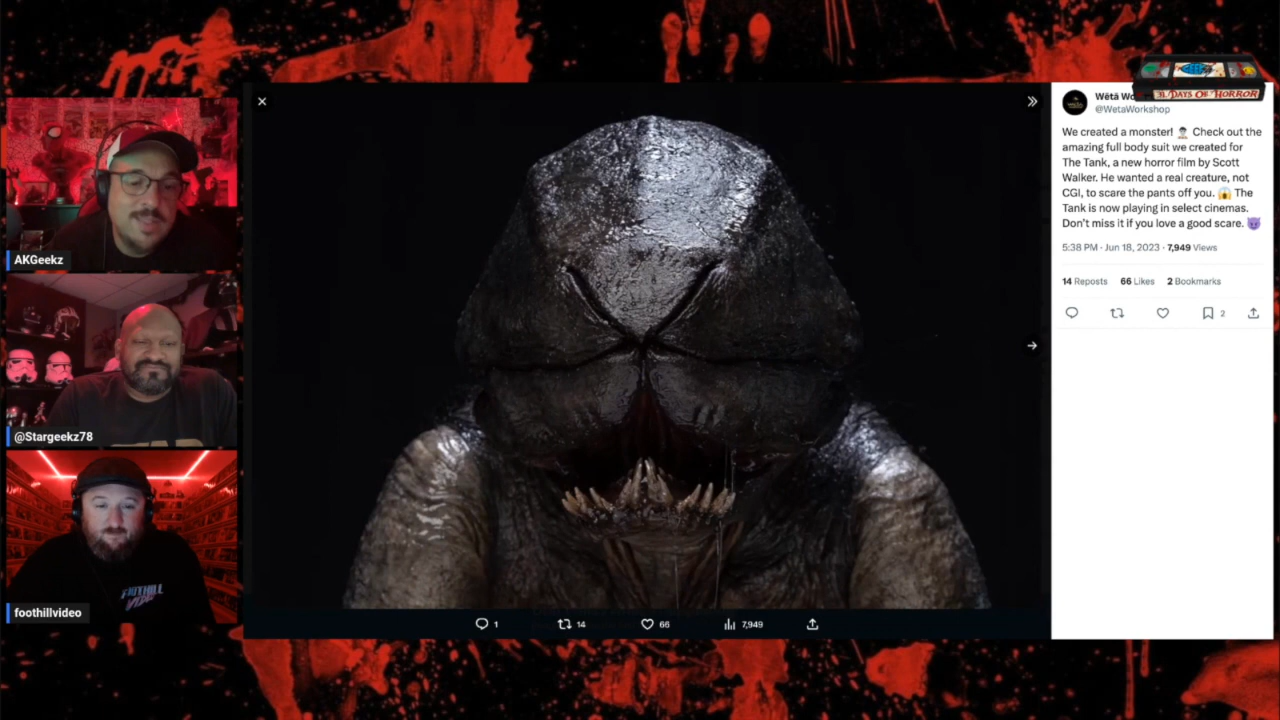 AKGeekz
@Stargeekz78
FOOTHILL
foothillvideo
31 DAYS OF HORROR
Wētā Wo
@WetaWorkshop
We created a monster! 👨🏻‍🔬 Check out the
amazing full body suit we created for
The Tank, a new horror film by Scott
Walker. He wanted a real creature, not
CGI, to scare the pants off you. 😱 The
Tank is now playing in select cinemas.
Don't miss it if you love a good scare. 😈
5:38 PM · Jun 18, 2023 · 7,949 Views
14 Reposts 66 Likes 2 Bookmarks
2
1 14 66 7,949